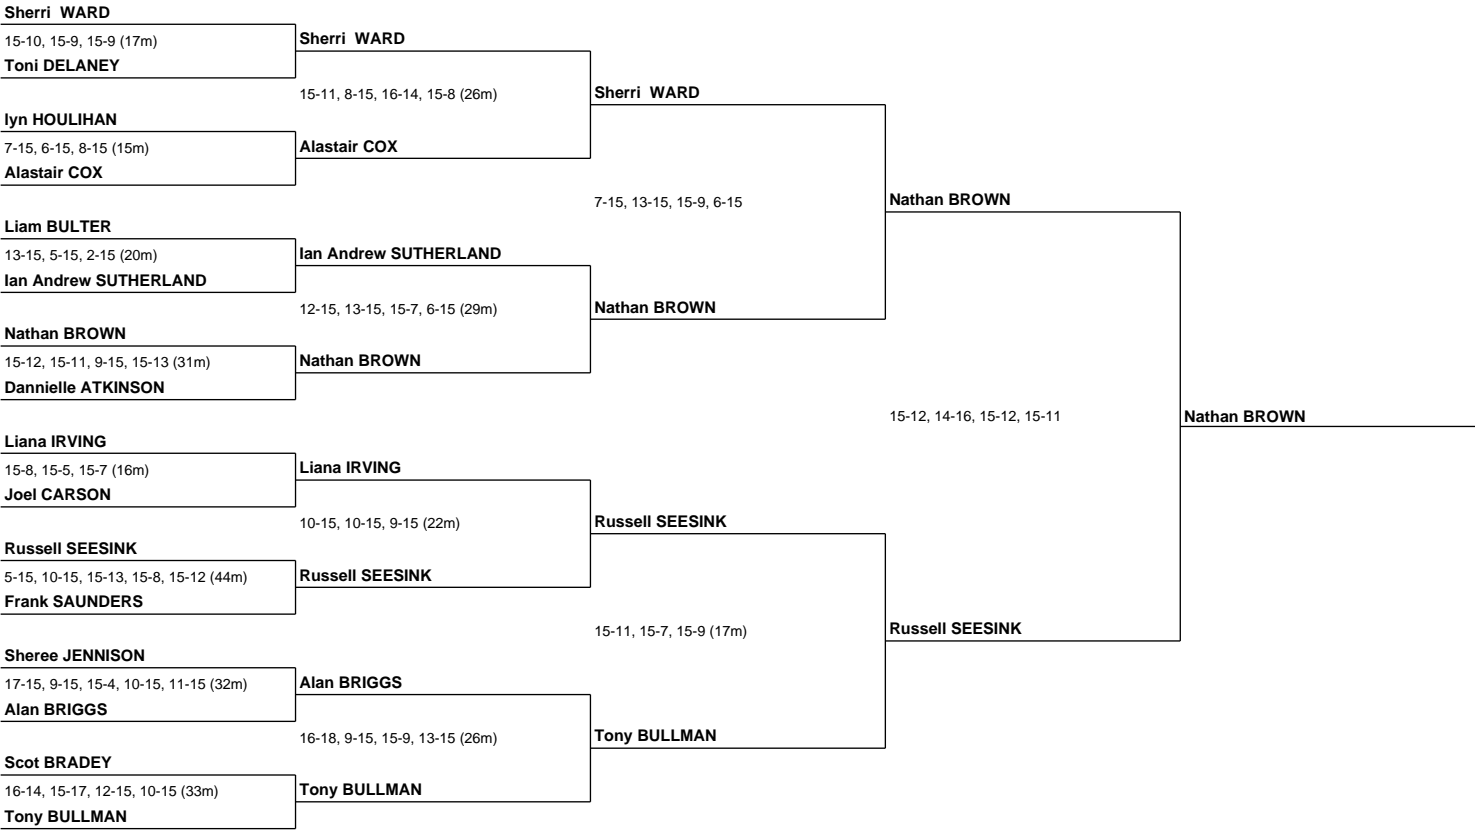 Sherri  WARD
15-10, 15-9, 15-9 (17m)
Toni DELANEY
lyn HOULIHAN
7-15, 6-15, 8-15 (15m)
Alastair COX
Liam BULTER
13-15, 5-15, 2-15 (20m)
Ian Andrew SUTHERLAND
Nathan BROWN
15-12, 15-11, 9-15, 15-13 (31m)
Dannielle ATKINSON
Liana IRVING
15-8, 15-5, 15-7 (16m)
Joel CARSON
Russell SEESINK
5-15, 10-15, 15-13, 15-8, 15-12 (44m)
Frank SAUNDERS
Sheree JENNISON
17-15, 9-15, 15-4, 10-15, 11-15 (32m)
Alan BRIGGS
Scot BRADEY
16-14, 15-17, 12-15, 10-15 (33m)
Tony BULLMAN
Sherri  WARD
15-11, 8-15, 16-14, 15-8 (26m)
Alastair COX
Ian Andrew SUTHERLAND
12-15, 13-15, 15-7, 6-15 (29m)
Nathan BROWN
Liana IRVING
10-15, 10-15, 9-15 (22m)
Russell SEESINK
Alan BRIGGS
16-18, 9-15, 15-9, 13-15 (26m)
Tony BULLMAN
Sherri  WARD
7-15, 13-15, 15-9, 6-15
Nathan BROWN
Russell SEESINK
15-11, 15-7, 15-9 (17m)
Tony BULLMAN
Nathan BROWN
15-12, 14-16, 15-12, 15-11
Russell SEESINK
Nathan BROWN